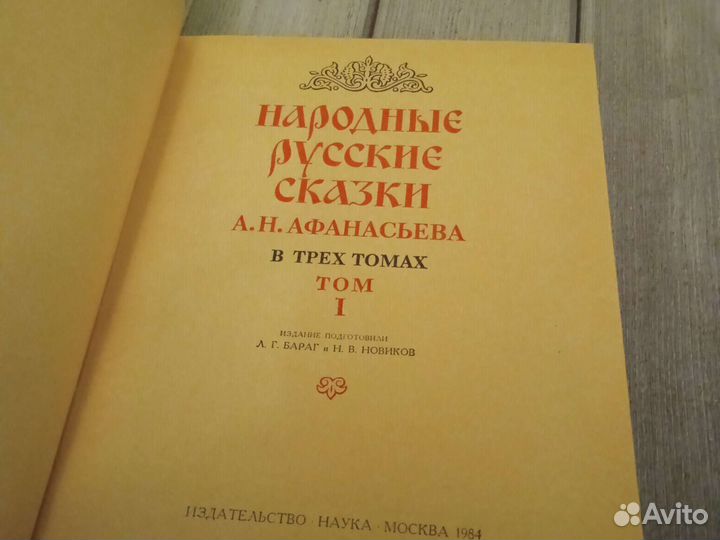 НАРОДНЫЕ
РУССКИЕ
СКАЗКИ
А. Н. АФАНАСЬЕВА
В ТРЕХ ТОМАХ
ТОМ
I
ИЗДАНИЕ ПОДГОТОВИЛИ
Л. Г. БАРАГ и Н. В. НОВИКОВ
ИЗДАТЕЛЬСТВО · НАУКА · МОСКВА 1984
Avito